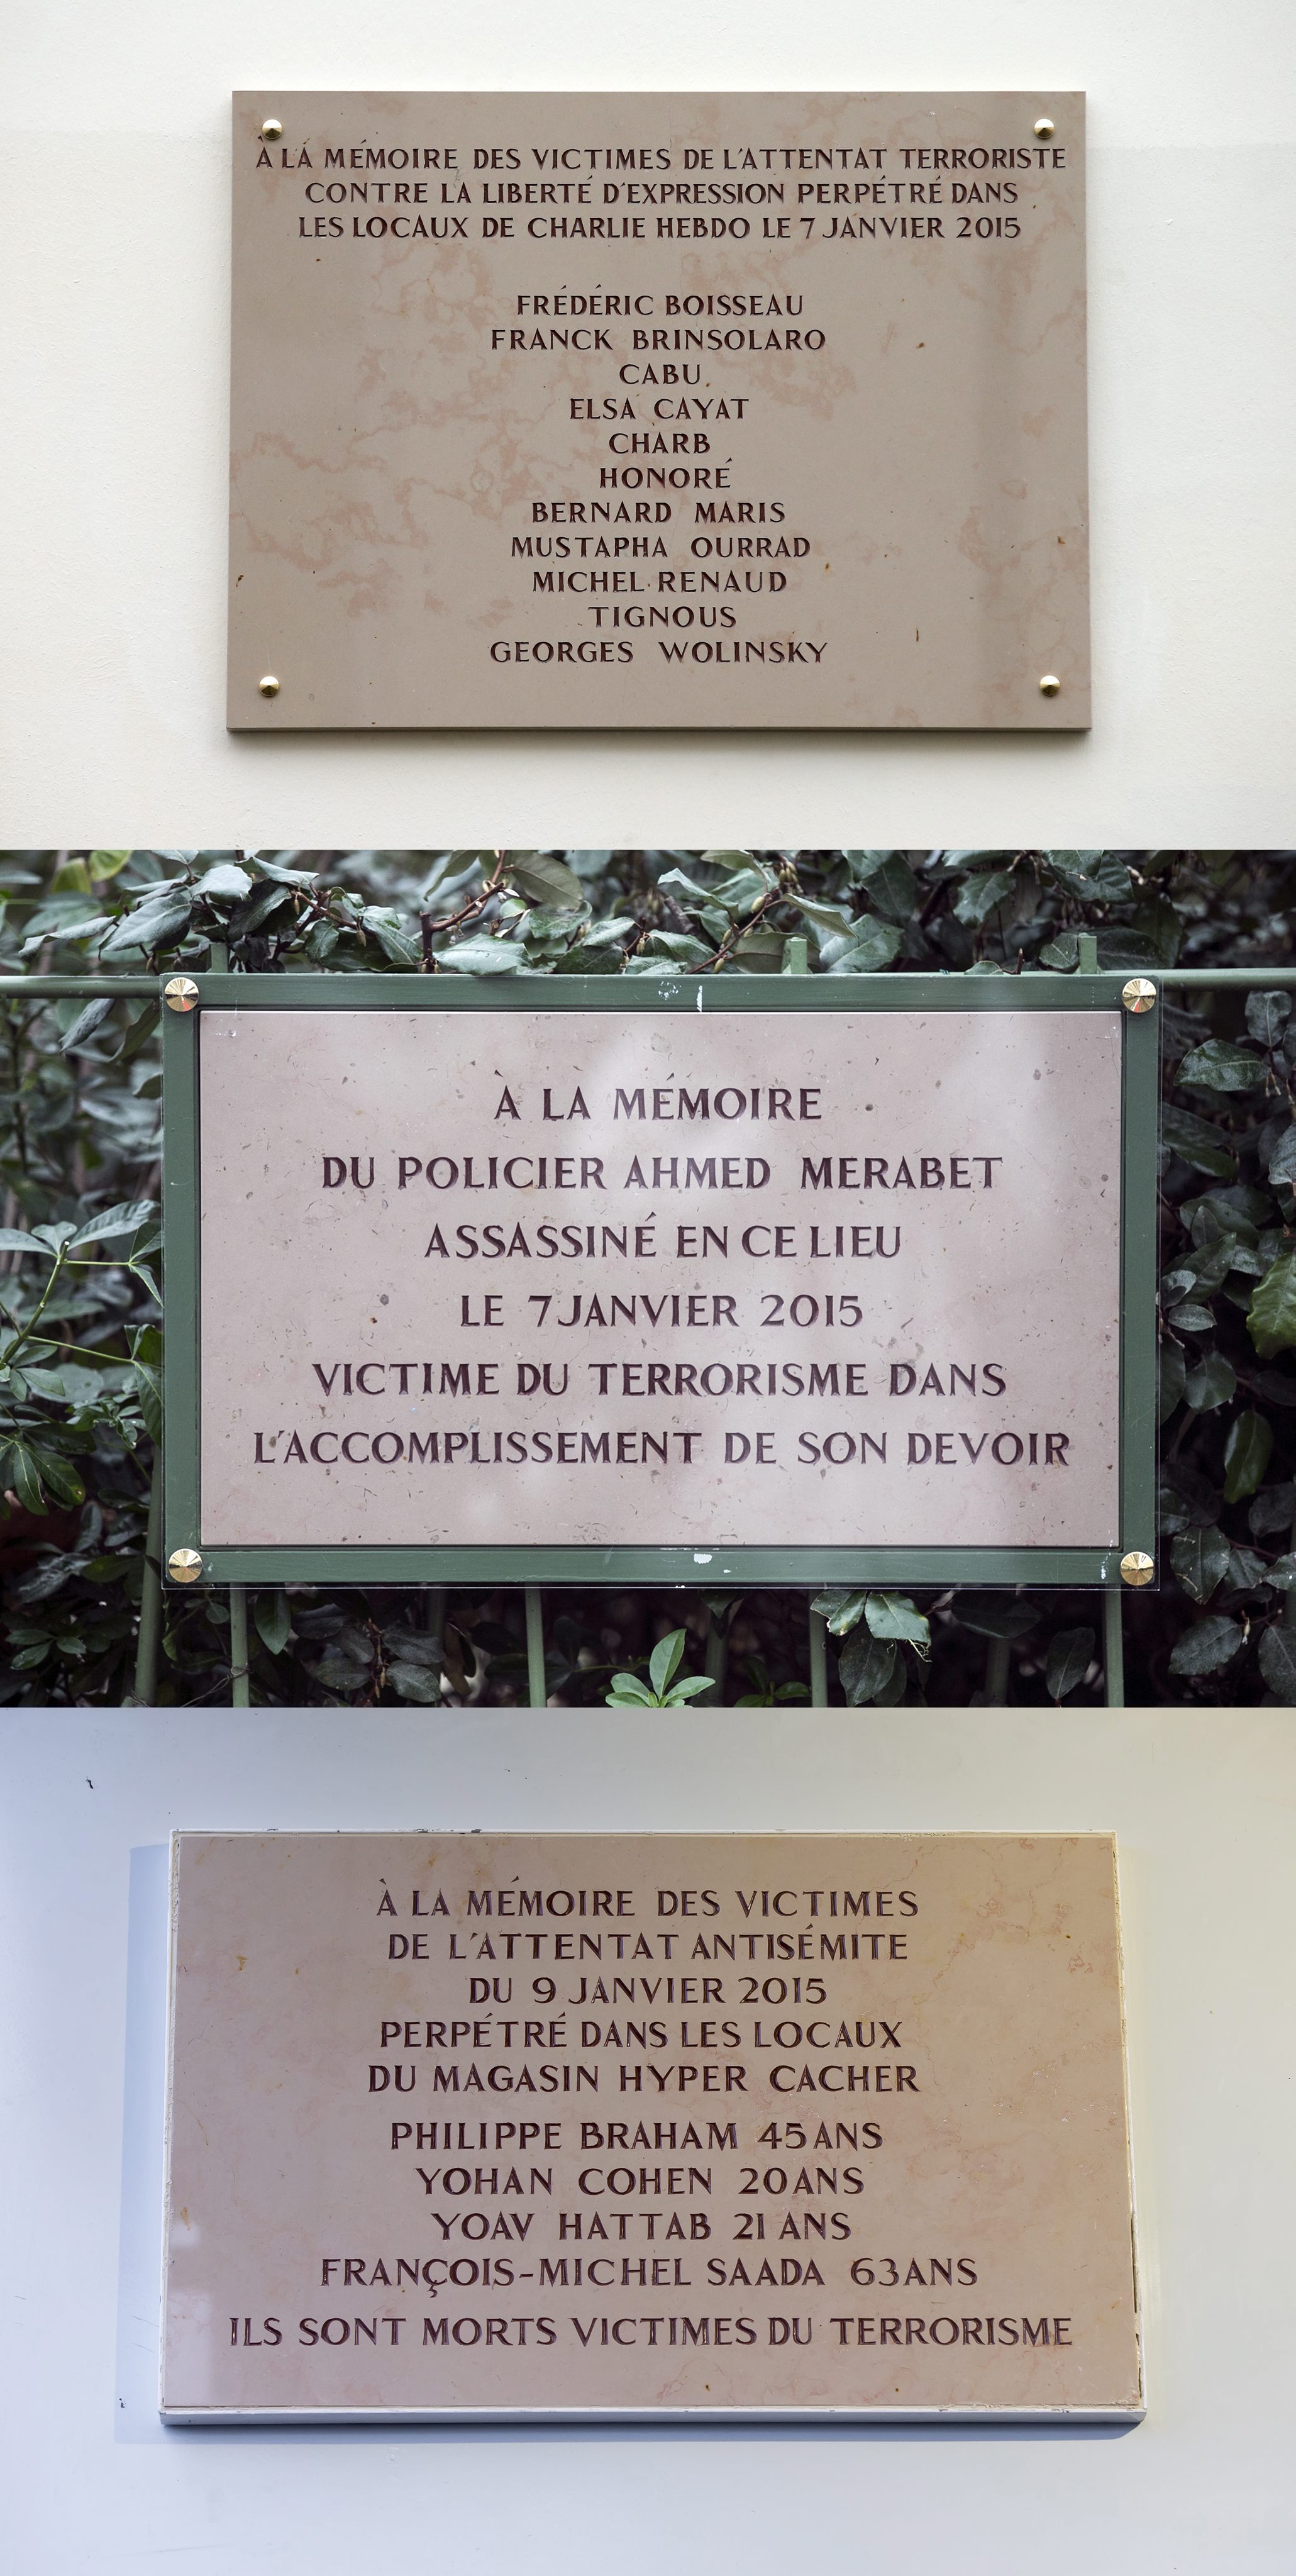 À LA MÉMOIRE DES VICTIMES DE L'ATTENTAT TERRORISTE
CONTRE LA LIBERTÉ D'EXPRESSION PERPÉTRÉ DANS
LES LOCAUX DE CHARLIE HEBDO LE 7 JANVIER 2015
FRÉDÉRIC BOISSEAU
FRANCK BRINSOLARO
CABU
ELSA CAYAT
CHARB
HONORÉ
BERNARD MARIS
MUSTAPHA OURRAD
MICHEL RENAUD
TIGNOUS
GEORGES WOLINSKY
À LA MÉMOIRE
DU POLICIER AHMED MERABET
ASSASSINÉ EN CE LIEU
LE 7 JANVIER 2015
VICTIME DU TERRORISME DANS
L'ACCOMPLISSEMENT DE SON DEVOIR
À LA MÉMOIRE DES VICTIMES
DE L'ATTENTAT ANTISÉMITE
DU 9 JANVIER 2015
PERPÉTRÉ DANS LES LOCAUX
DU MAGASIN HYPER CACHER
PHILIPPE BRAHAM 45 ANS
YOHAN COHEN 20 ANS
YOAV HATTAB 21 ANS
FRANÇOIS-MICHEL SAADA 63 ANS
ILS SONT MORTS VICTIMES DU TERRORISME